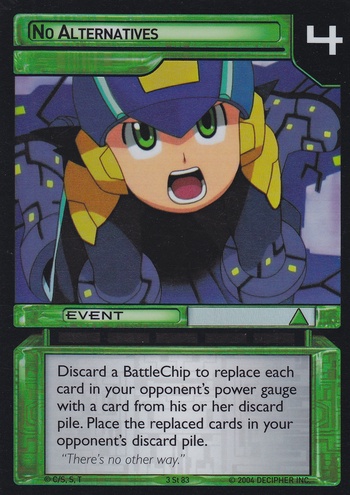 No Alternatives
4
Event
Discard a BattleChip to replace each
card in your opponent's power gauge
with a card from his or her discard
pile. Place the replaced cards in your
opponent's discard pile.
"There's no other way."
© C/S, S, T 3 St 83 © 2004 DECIPHER INC.